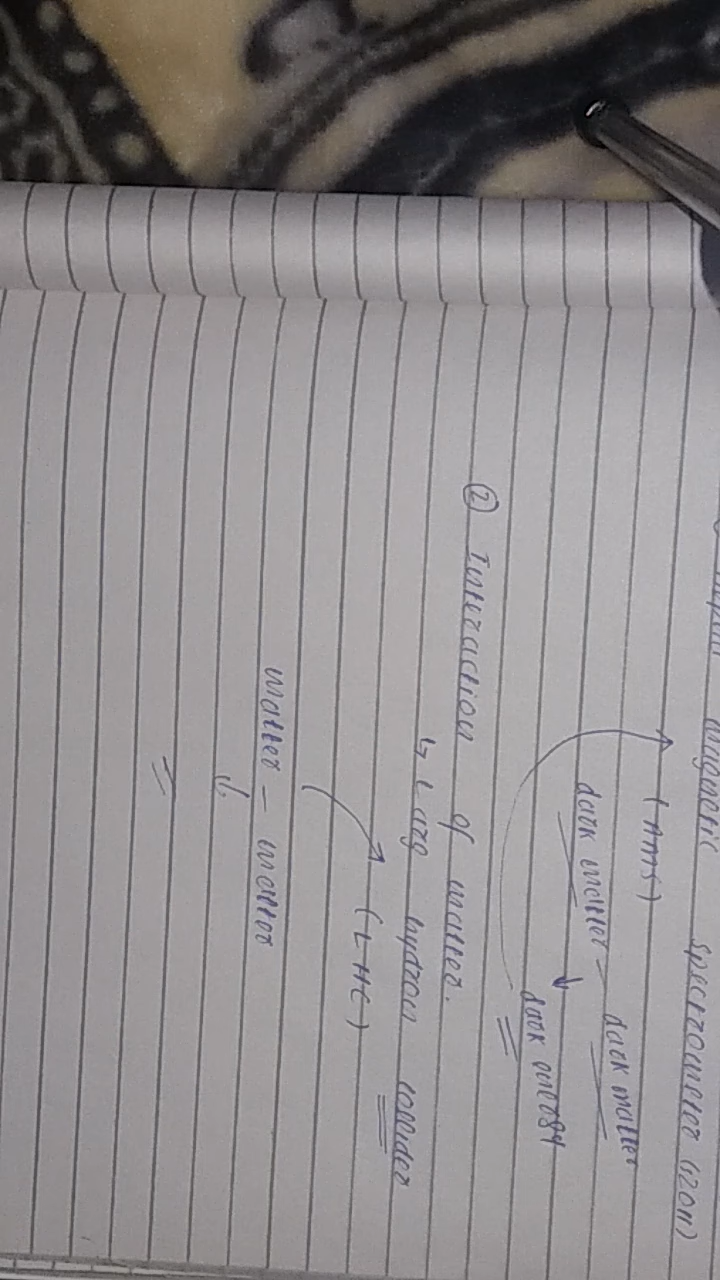 magnetic spectrometer (2011)
(AMS)
dark matter – dark matter
dark energy
② Interaction of matter.
↳ Larg hydron collider
(LHC)
matter – matter